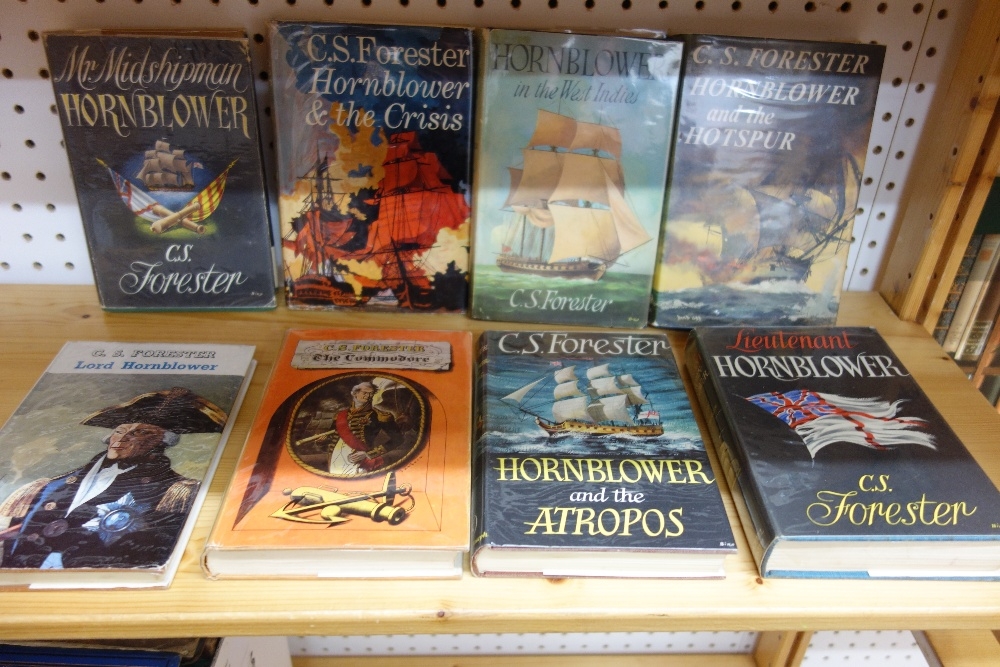 Mr Midshipman
HORNBLOWER
C.S.
Forester
C.S. Forester
Hornblower
& the Crisis
HORNBLOWE
in the West Indies
C.S. Forester
C. S. FORESTER
HORNBLOWER
and the
HOTSPUR
C. S. FORESTER
Lord Hornblower
C. S. FORESTER
The Commodore
C.S. Forester
HORNBLOWER
and the
ATROPOS
Lieutenant
HORNBLOWER
C.S.
Forester